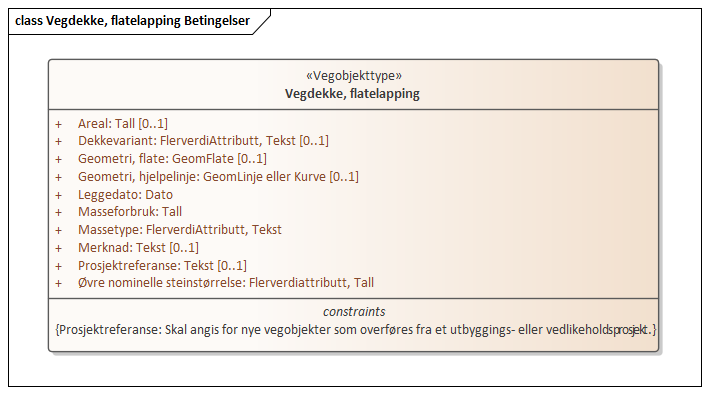 class Vegdekke, flatelapping Betingelser
«Vegobjekttype»
Vegdekke, flatelapping
+ Areal: Tall [0..1]
+ Dekkevariant: FlerverdiAttributt, Tekst [0..1]
+ Geometri, flate: GeomFlate [0..1]
+ Geometri, hjelpelinje: GeomLinje eller Kurve [0..1]
+ Leggedato: Dato
+ Masseforbruk: Tall
+ Massetype: FlerverdiAttributt, Tekst
+ Merknad: Tekst [0..1]
+ Prosjektreferanse: Tekst [0..1]
+ Øvre nominelle steinstørrelse: Flerverdiattributt, Tall
constraints
{Prosjektreferanse: Skal angis for nye vegobjekter som overføres fra et utbyggings- eller vedlikeholdsprosjekt.}